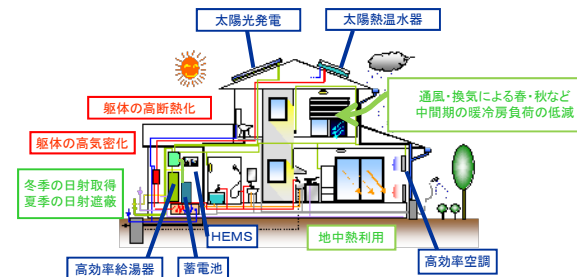 太陽光発電
太陽熱温水器
通風・換気による春・秋など
中間期の暖冷房負荷の低減
躯体の高断熱化
躯体の高気密化
冬季の日射取得
夏季の日射遮蔽
HEMS
地中熱利用
高効率給湯器
蓄電池
高効率空調